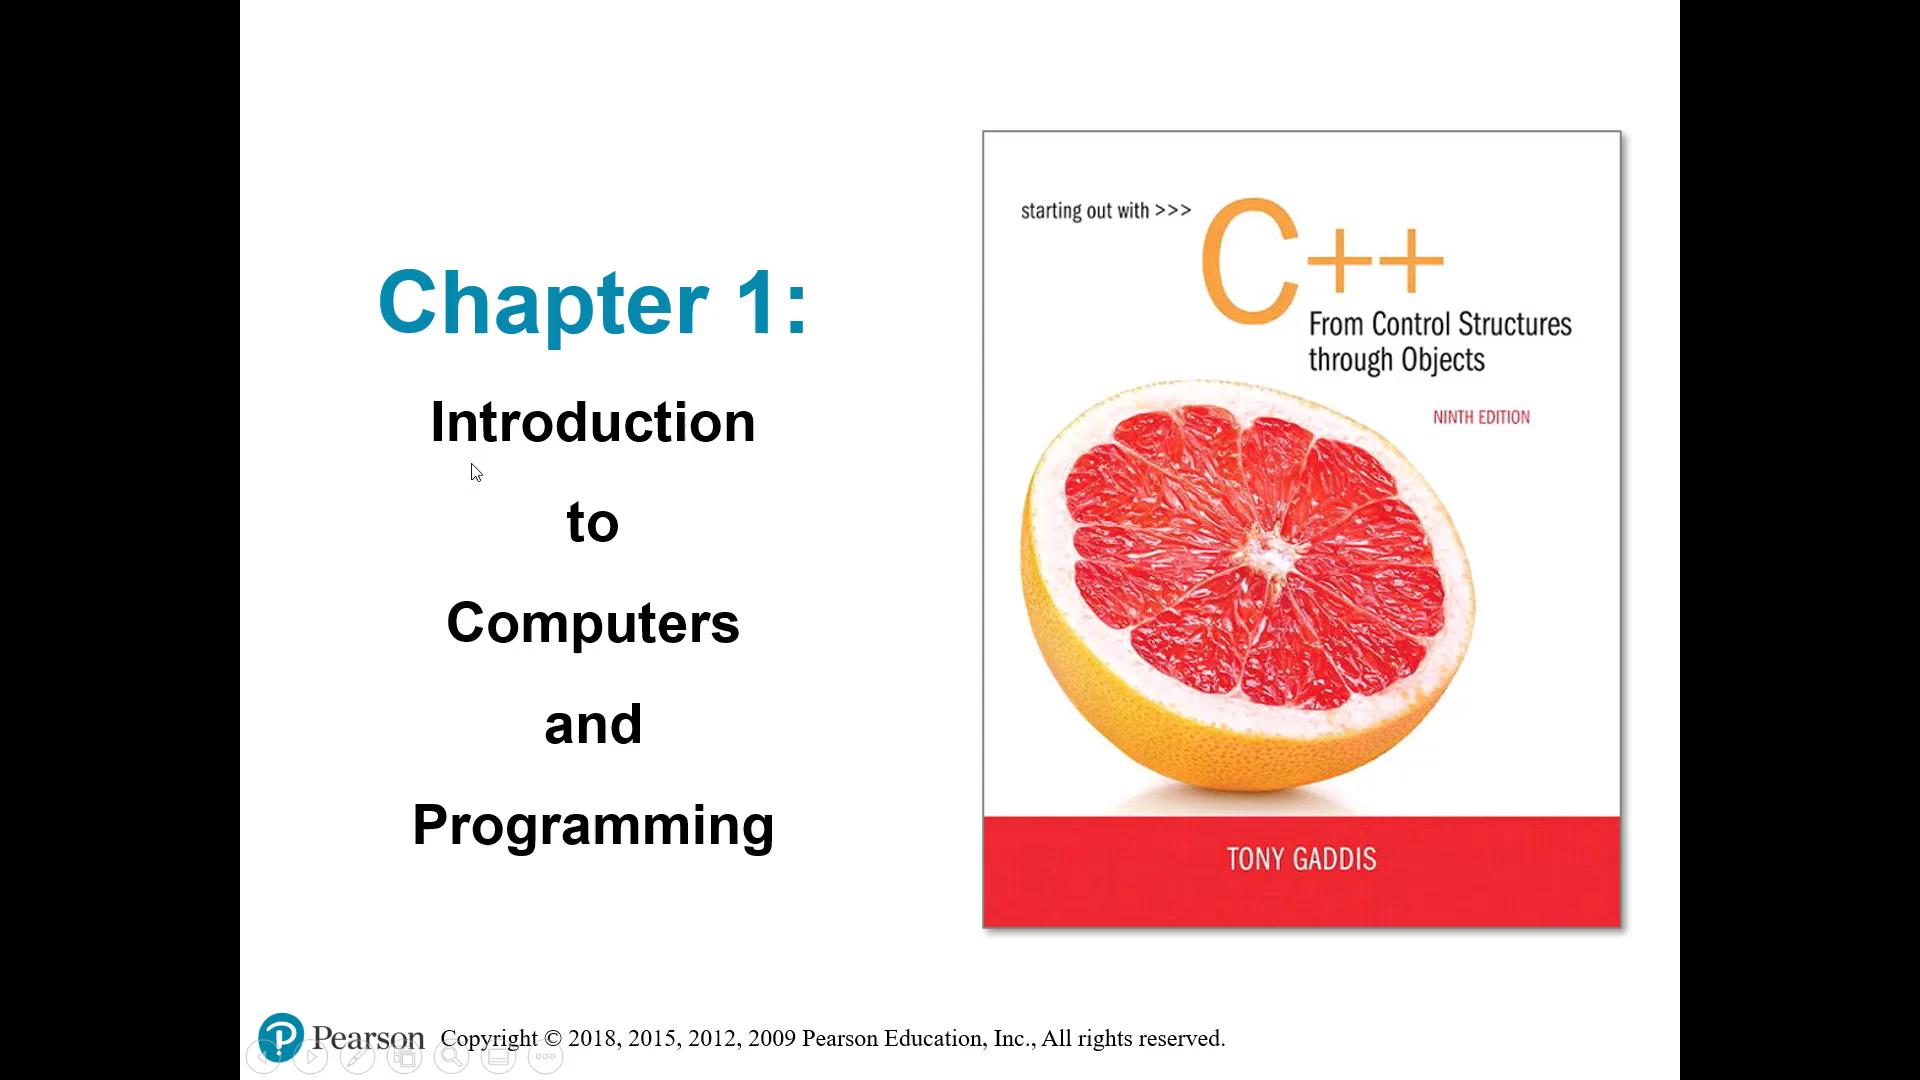 Chapter 1:
Introduction
to
Computers
and
Programming
starting out with >>>
C++
From Control Structures
through Objects
NINTH EDITION
TONY GADDIS
Pearson
Copyright © 2018, 2015, 2012, 2009 Pearson Education, Inc., All rights reserved.